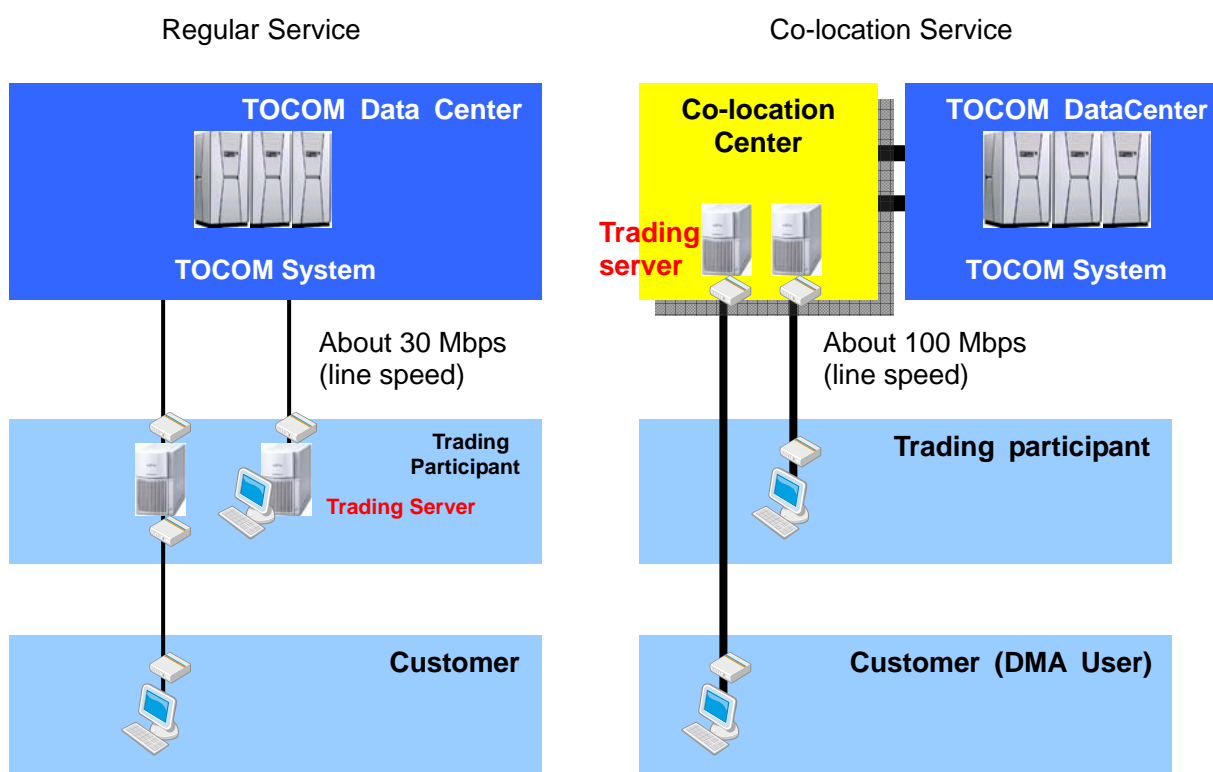 Regular Service
TOCOM Data Center
TOCOM System
About 30 Mbps
(line speed)
Trading
Participant
Trading Server
Customer
Co-location Service
Co-location
Center
TOCOM DataCenter
Trading
server
TOCOM System
About 100 Mbps
(line speed)
Trading participant
Customer (DMA User)